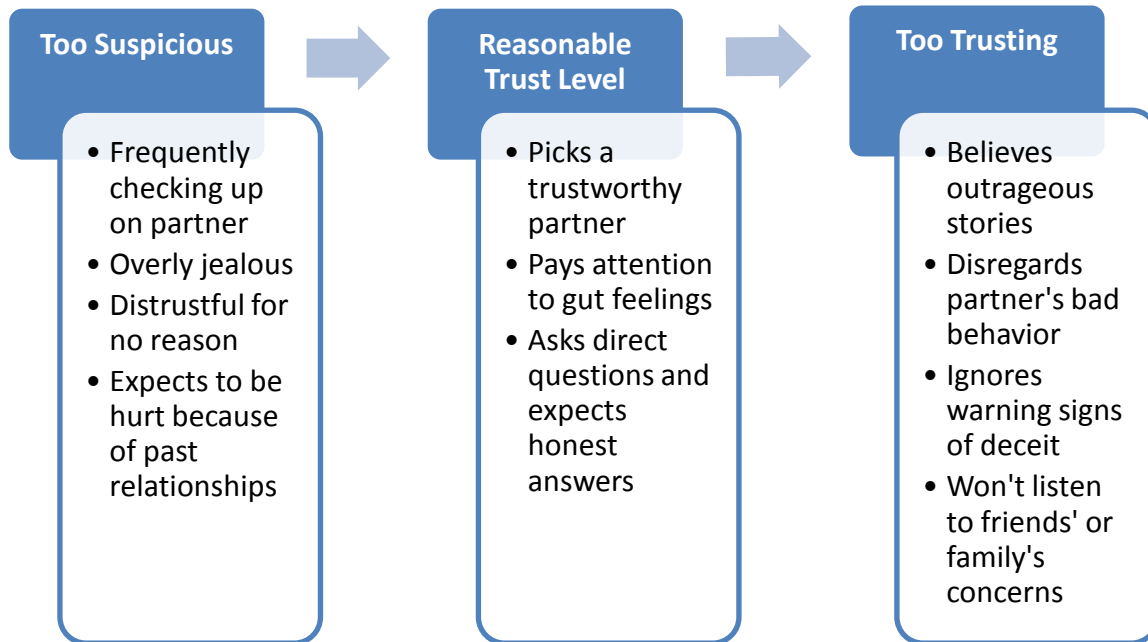 Too Suspicious
• Frequently
checking up
on partner
• Overly jealous
• Distrustful for
no reason
• Expects to be
hurt because
of past
relationships
Reasonable
Trust Level
• Picks a
trustworthy
partner
• Pays attention
to gut feelings
• Asks direct
questions and
expects
honest
answers
Too Trusting
• Believes
outrageous
stories
• Disregards
partner's bad
behavior
• Ignores
warning signs
of deceit
• Won't listen
to friends' or
family's
concerns